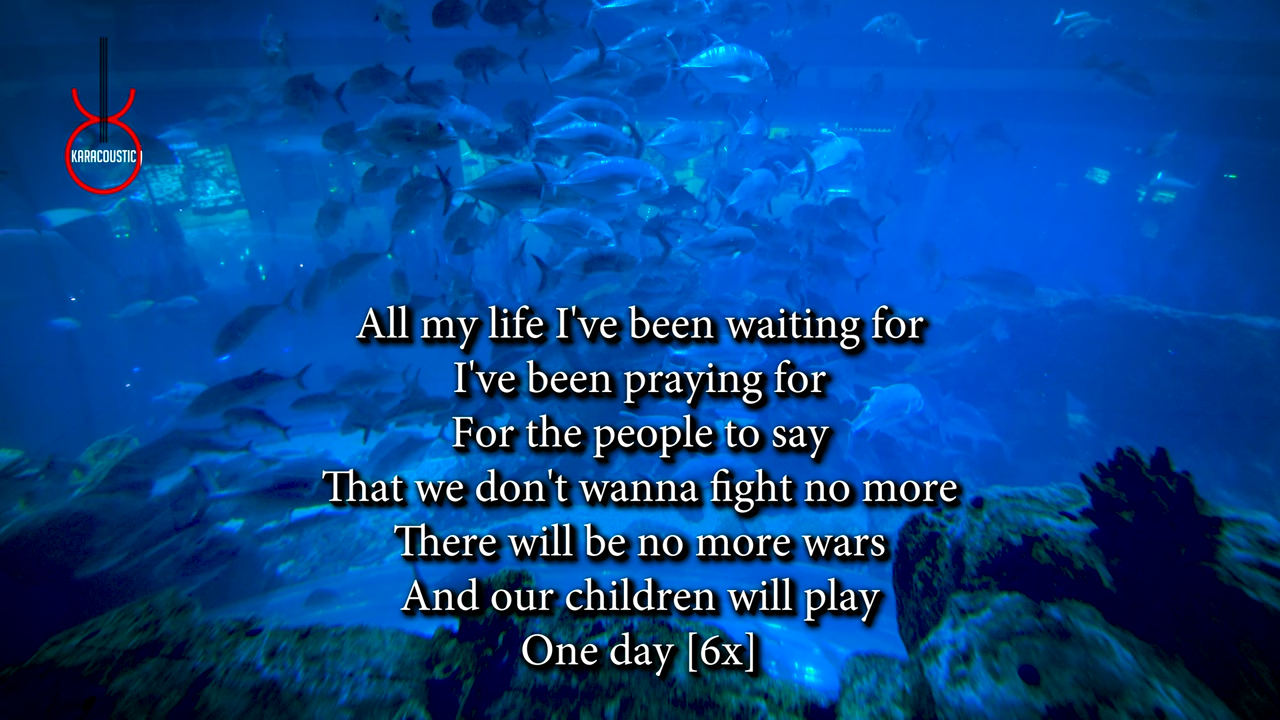 KARACOUSTIC
All my life I've been waiting for
I've been praying for
For the people to say
That we don't wanna fight no more
There will be no more wars
And our children will play
One day [6x]